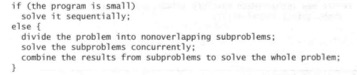 if (the program is small)
solve it sequentially;
else {
divide the problem into nonoverlapping subproblems;
solve the subproblems concurrently;
combine the results from subproblems to solve the whole problem;
}